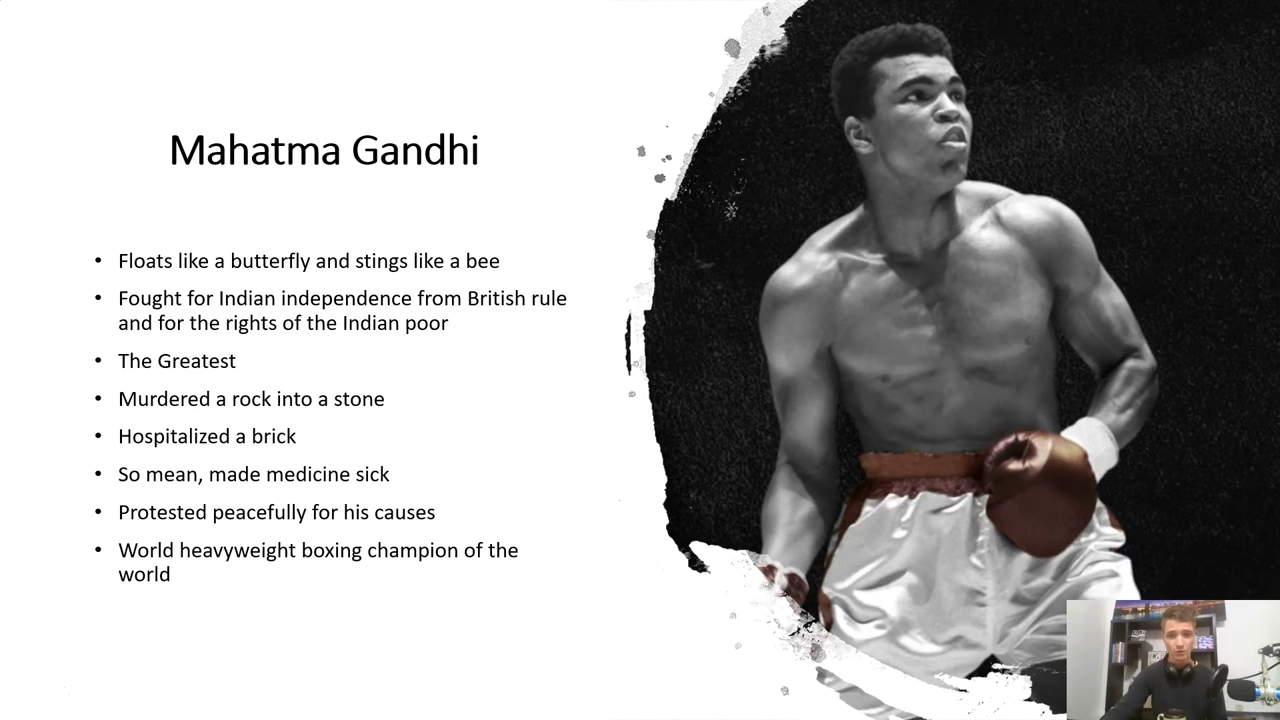 Mahatma Gandhi
• Floats like a butterfly and stings like a bee
• Fought for Indian independence from British rule
and for the rights of the Indian poor
• The Greatest
• Murdered a rock into a stone
• Hospitalized a brick
• So mean, made medicine sick
• Protested peacefully for his causes
• World heavyweight boxing champion of the
world